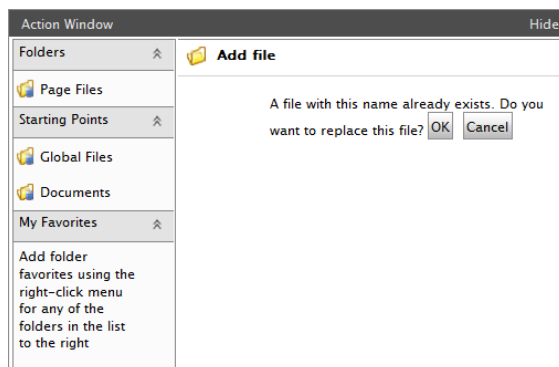 Action Window
Hide
Folders
Add file
Page Files
A file with this name already exists. Do you
want to replace this file? OK Cancel
Starting Points
Global Files
Documents
My Favorites
Add folder
favorites using the
right-click menu
for any of the
folders in the list
to the right